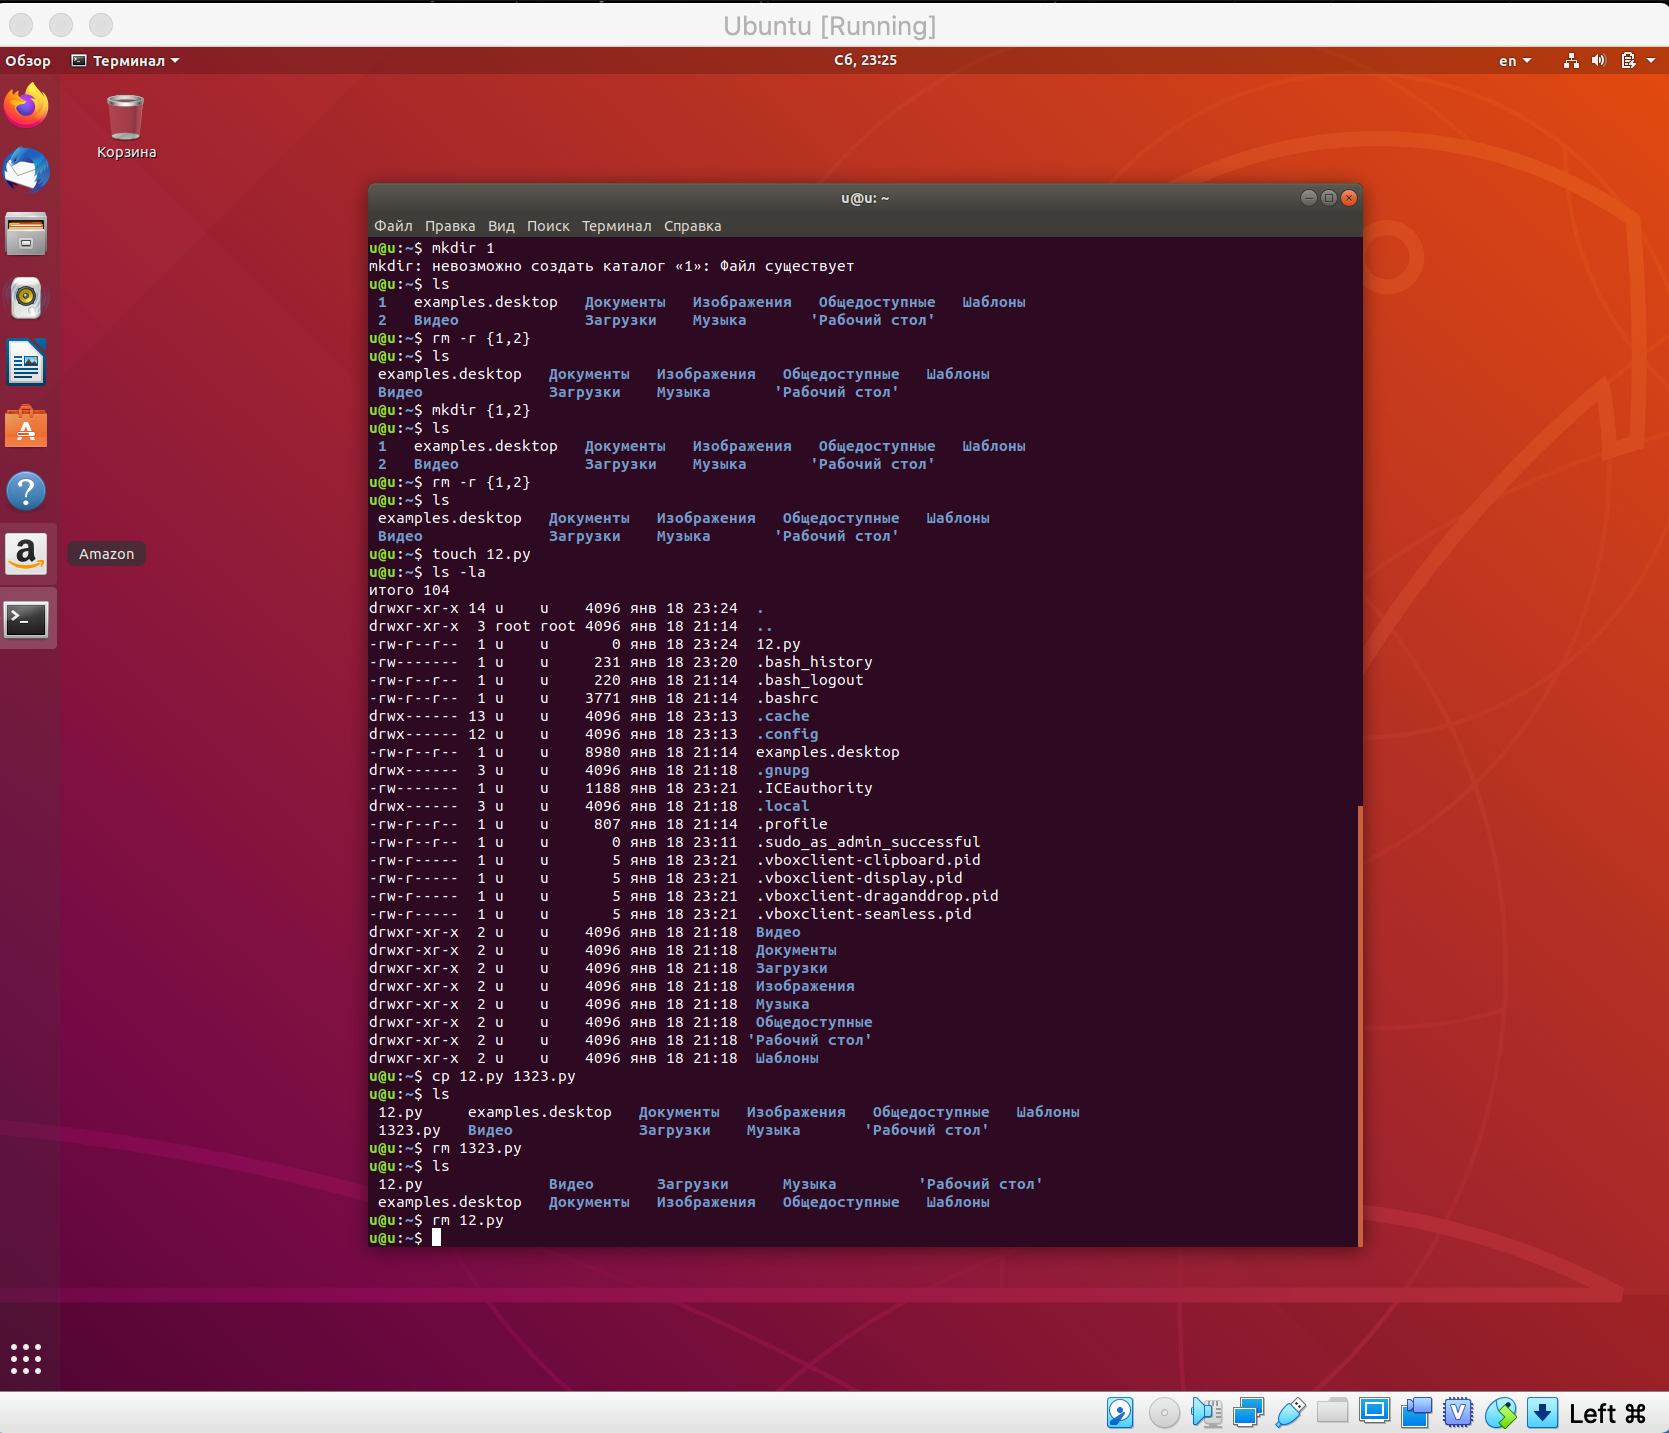 Ubuntu [Running]
Обзор Терминал Сб, 23:25 en
Корзина
u@u: ~
Файл Правка Вид Поиск Терминал Справка
u@u:~$ mkdir 1
mkdir: невозможно создать каталог «1»: Файл существует
u@u:~$ ls
1 examples.desktop Документы Изображения Общедоступные Шаблоны
2 Видео Загрузки Музыка 'Рабочий стол'
u@u:~$ rm -r {1,2}
u@u:~$ ls
examples.desktop Документы Изображения Общедоступные Шаблоны
Видео Загрузки Музыка 'Рабочий стол'
u@u:~$ mkdir {1,2}
u@u:~$ ls
1 examples.desktop Документы Изображения Общедоступные Шаблоны
2 Видео Загрузки Музыка 'Рабочий стол'
u@u:~$ rm -r {1,2}
u@u:~$ ls
examples.desktop Документы Изображения Общедоступные Шаблоны
Видео Загрузки Музыка 'Рабочий стол'
Amazon
u@u:~$ touch 12.py
u@u:~$ ls -la
итого 104
drwxr-xr-x 14 u u 4096 янв 18 23:24 .
drwxr-xr-x 3 root root 4096 янв 18 21:14 ..
-rw-r--r-- 1 u u 0 янв 18 23:24 12.py
-rw------- 1 u u 231 янв 18 23:20 .bash_history
-rw-r--r-- 1 u u 220 янв 18 21:14 .bash_logout
-rw-r--r-- 1 u u 3771 янв 18 21:14 .bashrc
drwx------ 13 u u 4096 янв 18 23:13 .cache
drwx------ 12 u u 4096 янв 18 23:13 .config
-rw-r--r-- 1 u u 8980 янв 18 21:14 examples.desktop
drwx------ 3 u u 4096 янв 18 21:18 .gnupg
-rw------- 1 u u 1188 янв 18 23:21 .ICEauthority
drwx------ 3 u u 4096 янв 18 21:18 .local
-rw-r--r-- 1 u u 807 янв 18 21:14 .profile
-rw-r--r-- 1 u u 0 янв 18 23:11 .sudo_as_admin_successful
-rw-r----- 1 u u 5 янв 18 23:21 .vboxclient-clipboard.pid
-rw-r----- 1 u u 5 янв 18 23:21 .vboxclient-display.pid
-rw-r----- 1 u u 5 янв 18 23:21 .vboxclient-draganddrop.pid
-rw-r----- 1 u u 5 янв 18 23:21 .vboxclient-seamless.pid
drwxr-xr-x 2 u u 4096 янв 18 21:18 Видео
drwxr-xr-x 2 u u 4096 янв 18 21:18 Документы
drwxr-xr-x 2 u u 4096 янв 18 21:18 Загрузки
drwxr-xr-x 2 u u 4096 янв 18 21:18 Изображения
drwxr-xr-x 2 u u 4096 янв 18 21:18 Музыка
drwxr-xr-x 2 u u 4096 янв 18 21:18 Общедоступные
drwxr-xr-x 2 u u 4096 янв 18 21:18 'Рабочий стол'
drwxr-xr-x 2 u u 4096 янв 18 21:18 Шаблоны
u@u:~$ cp 12.py 1323.py
u@u:~$ ls
12.py examples.desktop Документы Изображения Общедоступные Шаблоны
1323.py Видео Загрузки Музыка 'Рабочий стол'
u@u:~$ rm 1323.py
u@u:~$ ls
12.py Видео Загрузки Музыка 'Рабочий стол'
examples.desktop Документы Изображения Общедоступные Шаблоны
u@u:~$ rm 12.py
u@u:~$
Left ⌘